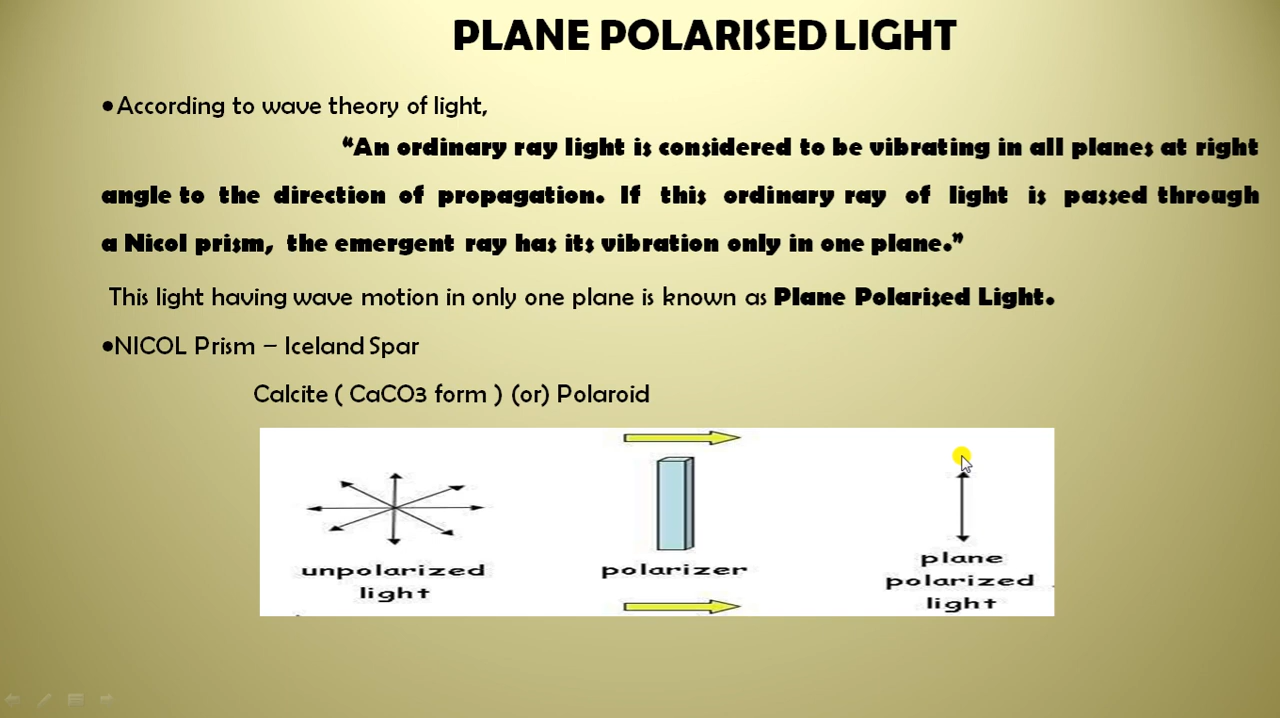 PLANE POLARISED LIGHT
•According to wave theory of light,
“An ordinary ray light is considered to be vibrating in all planes at right
angle to the direction of propagation. If this ordinary ray of light is passed through
a Nicol prism, the emergent ray has its vibration only in one plane.”
This light having wave motion in only one plane is known as Plane Polarised Light.
•NICOL Prism – Iceland Spar
Calcite ( CaCO3 form ) (or) Polaroid
unpolarized
light
polarizer
plane
polarized
light